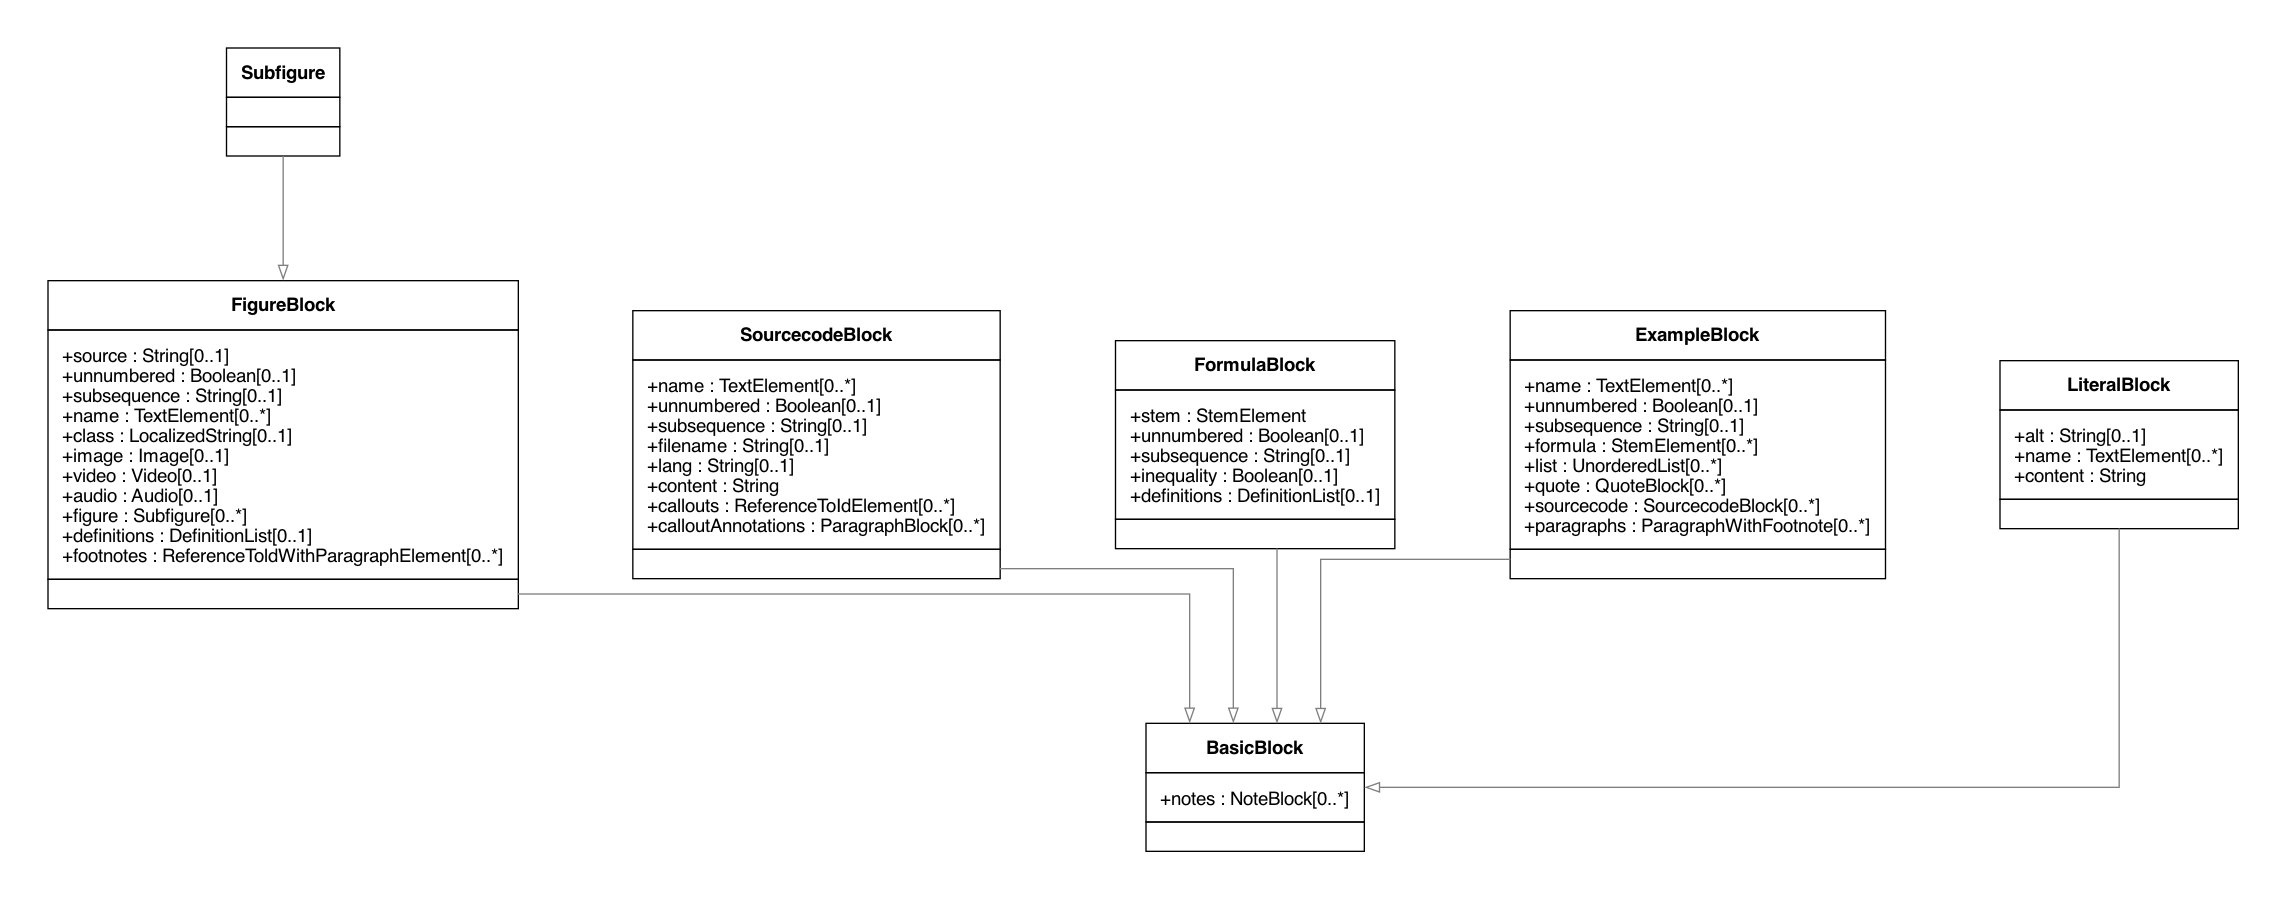 Subfigure
FigureBlock
+source : String[0..1]
+unnumbered : Boolean[0..1]
+subsequence : String[0..1]
+name : TextElement[0..*]
+class : LocalizedString[0..1]
+image : Image[0..1]
+video : Video[0..1]
+audio : Audio[0..1]
+figure : Subfigure[0..*]
+definitions : DefinitionList[0..1]
+footnotes : ReferenceToIdWithParagraphElement[0..*]
SourcecodeBlock
+name : TextElement[0..*]
+unnumbered : Boolean[0..1]
+subsequence : String[0..1]
+filename : String[0..1]
+lang : String[0..1]
+content : String
+callouts : ReferenceToIdElement[0..*]
+calloutAnnotations : ParagraphBlock[0..*]
FormulaBlock
+stem : StemElement
+unnumbered : Boolean[0..1]
+subsequence : String[0..1]
+inequality : Boolean[0..1]
+definitions : DefinitionList[0..1]
ExampleBlock
+name : TextElement[0..*]
+unnumbered : Boolean[0..1]
+subsequence : String[0..1]
+formula : StemElement[0..*]
+list : UnorderedList[0..*]
+quote : QuoteBlock[0..*]
+sourcecode : SourcecodeBlock[0..*]
+paragraphs : ParagraphWithFootnote[0..*]
LiteralBlock
+alt : String[0..1]
+name : TextElement[0..*]
+content : String
BasicBlock
+notes : NoteBlock[0..*]